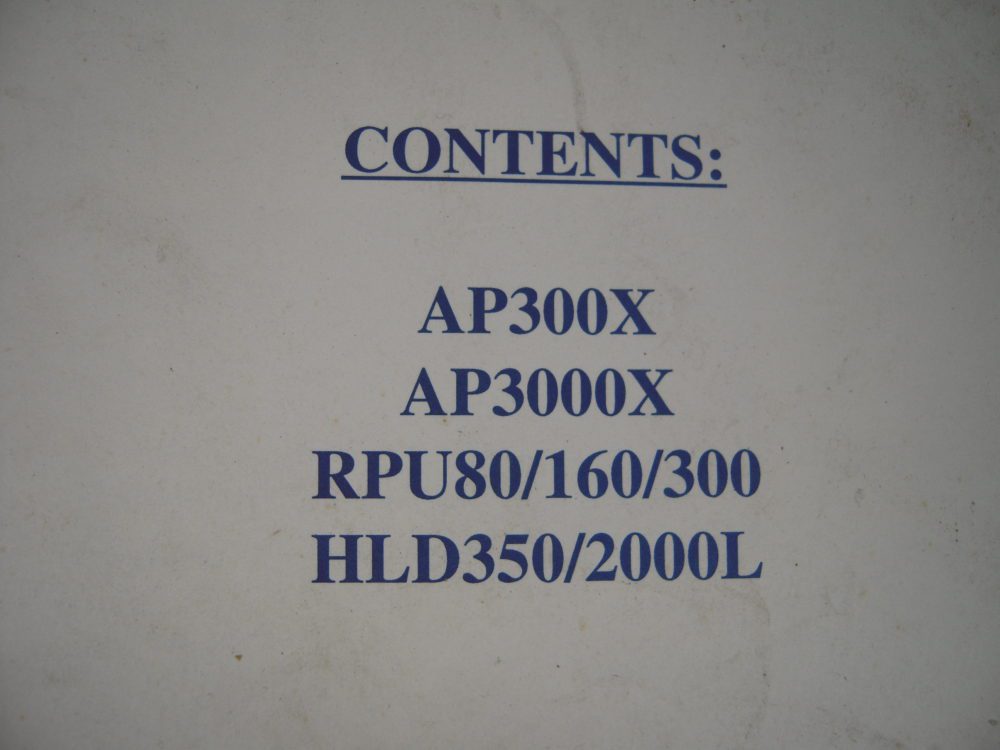 CONTENTS:
AP300X
AP3000X
RPU80/160/300
HLD350/2000L